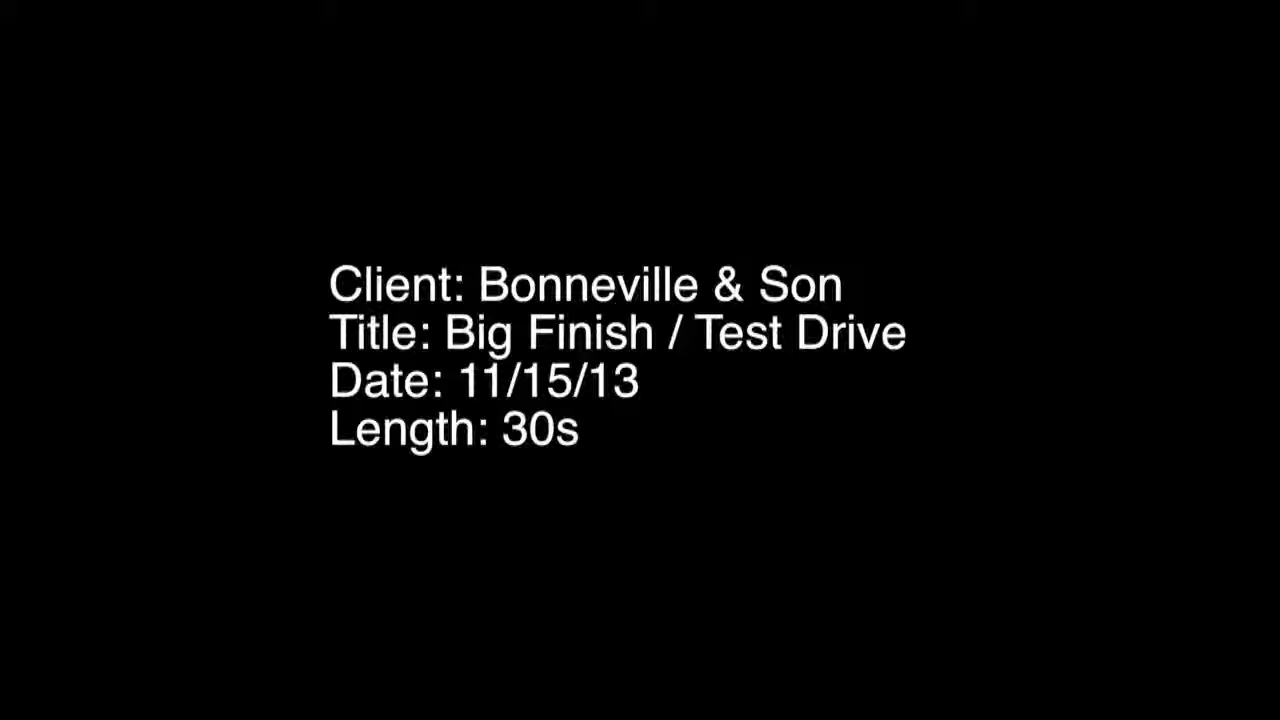 Client: Bonneville & Son
Title: Big Finish / Test Drive
Date: 11/15/13
Length: 30s